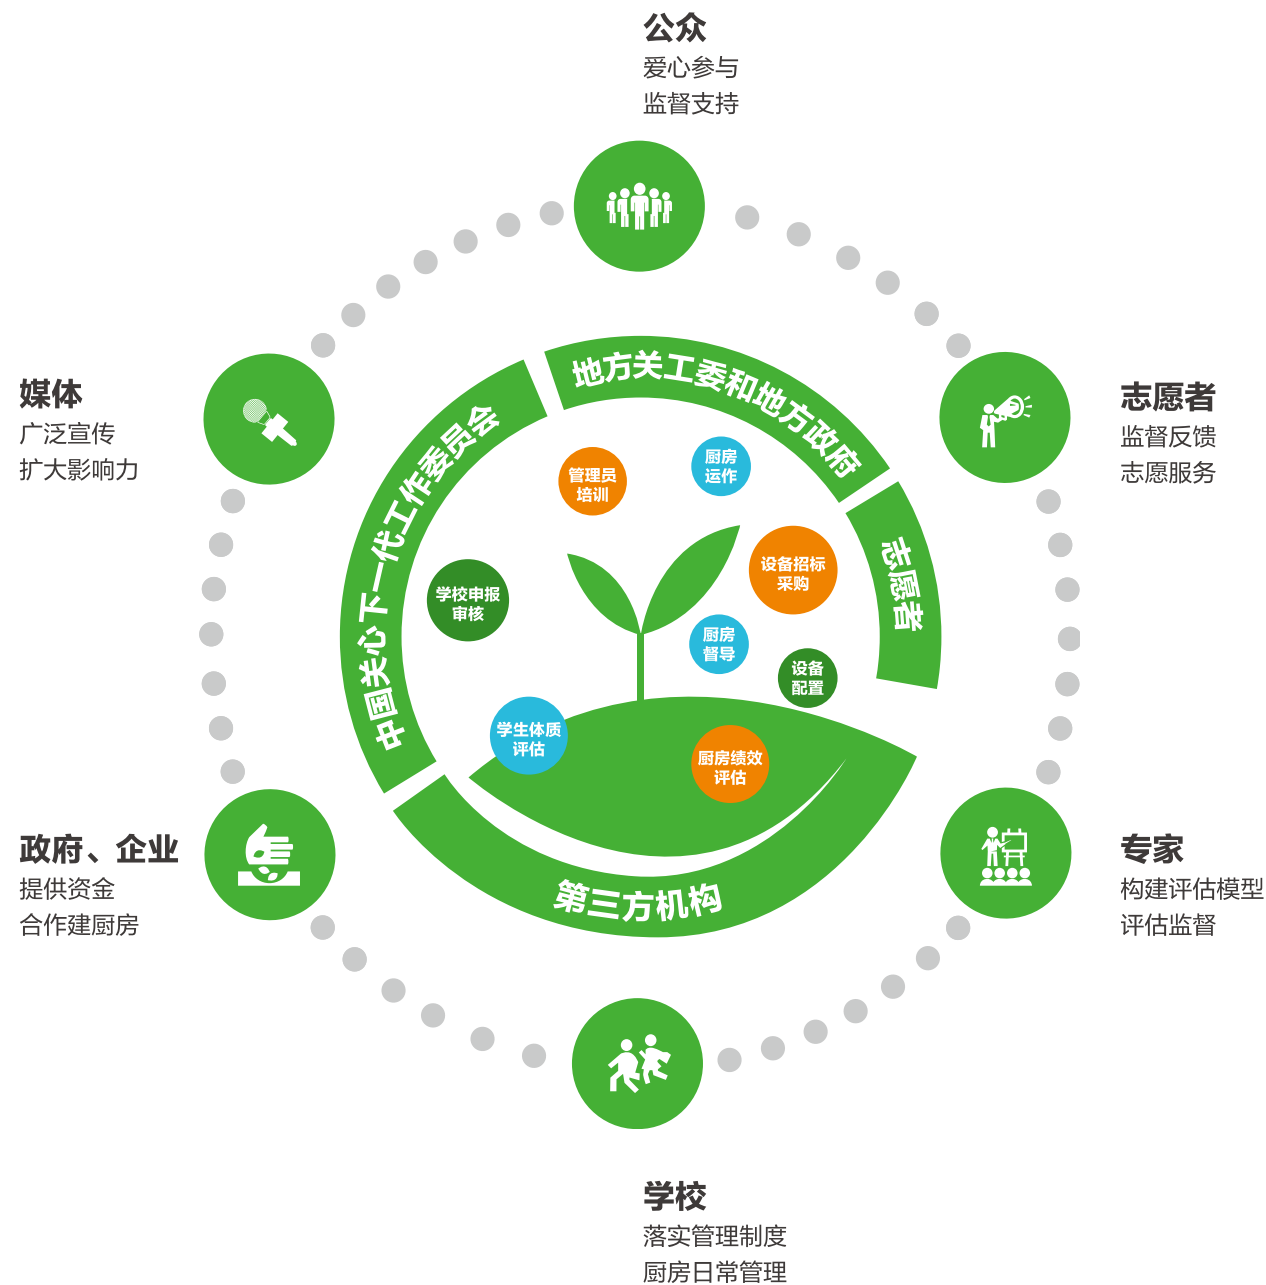 公众
爱心参与
监督支持
媒体
广泛宣传
扩大影响力
志愿者
监督反馈
志愿服务
地方关工委和地方政府
中国关心下一代工作委员会
志愿者
管理员
培训
厨房
运作
设备招标
采购
学校申报
审核
厨房
督导
设备
配置
学生体质
评估
厨房绩效
评估
第三方机构
政府、企业
提供资金
合作建厨房
专家
构建评估模型
评估监督
学校
落实管理制度
厨房日常管理